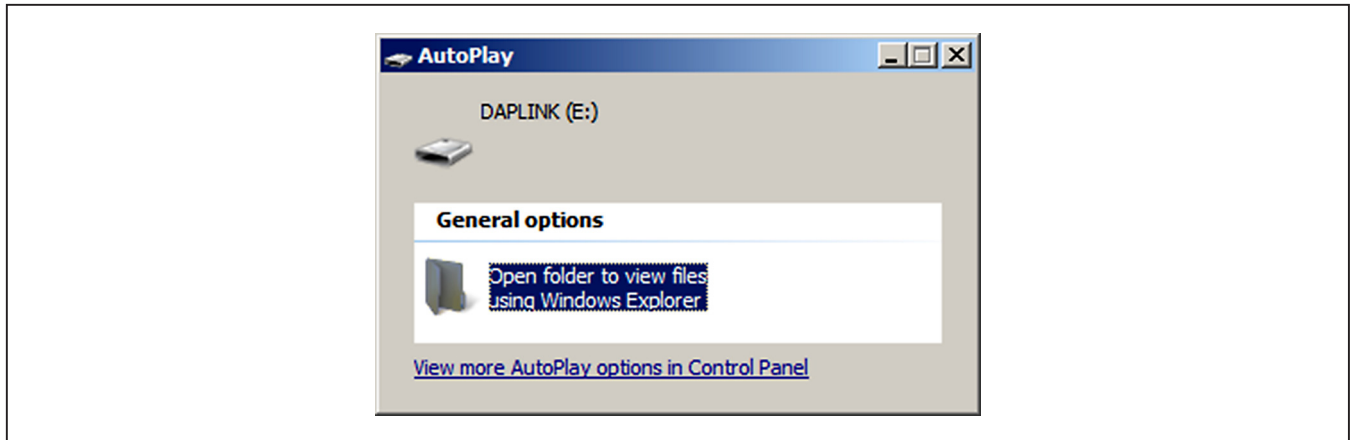 AutoPlay
DAPLINK (E:)
General options
Open folder to view files
using Windows Explorer
View more AutoPlay options in Control Panel